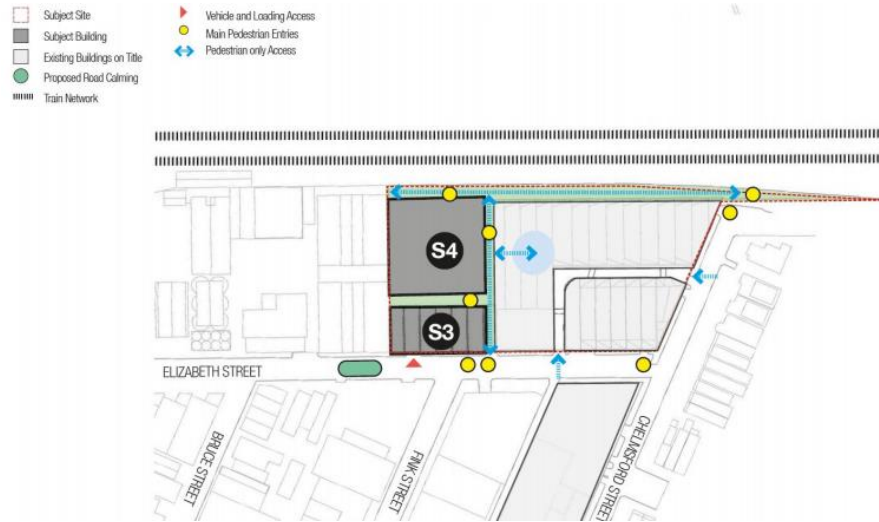 Subject Site
Subject Building
Existing Buildings on Title
Proposed Road Calming
Train Network
Vehicle and Loading Access
Main Pedestrian Entries
Pedestrian only Access
S4
S3
ELIZABETH STREET
BRUCE STREET
FINK STREET
CHELMSFORD STREET